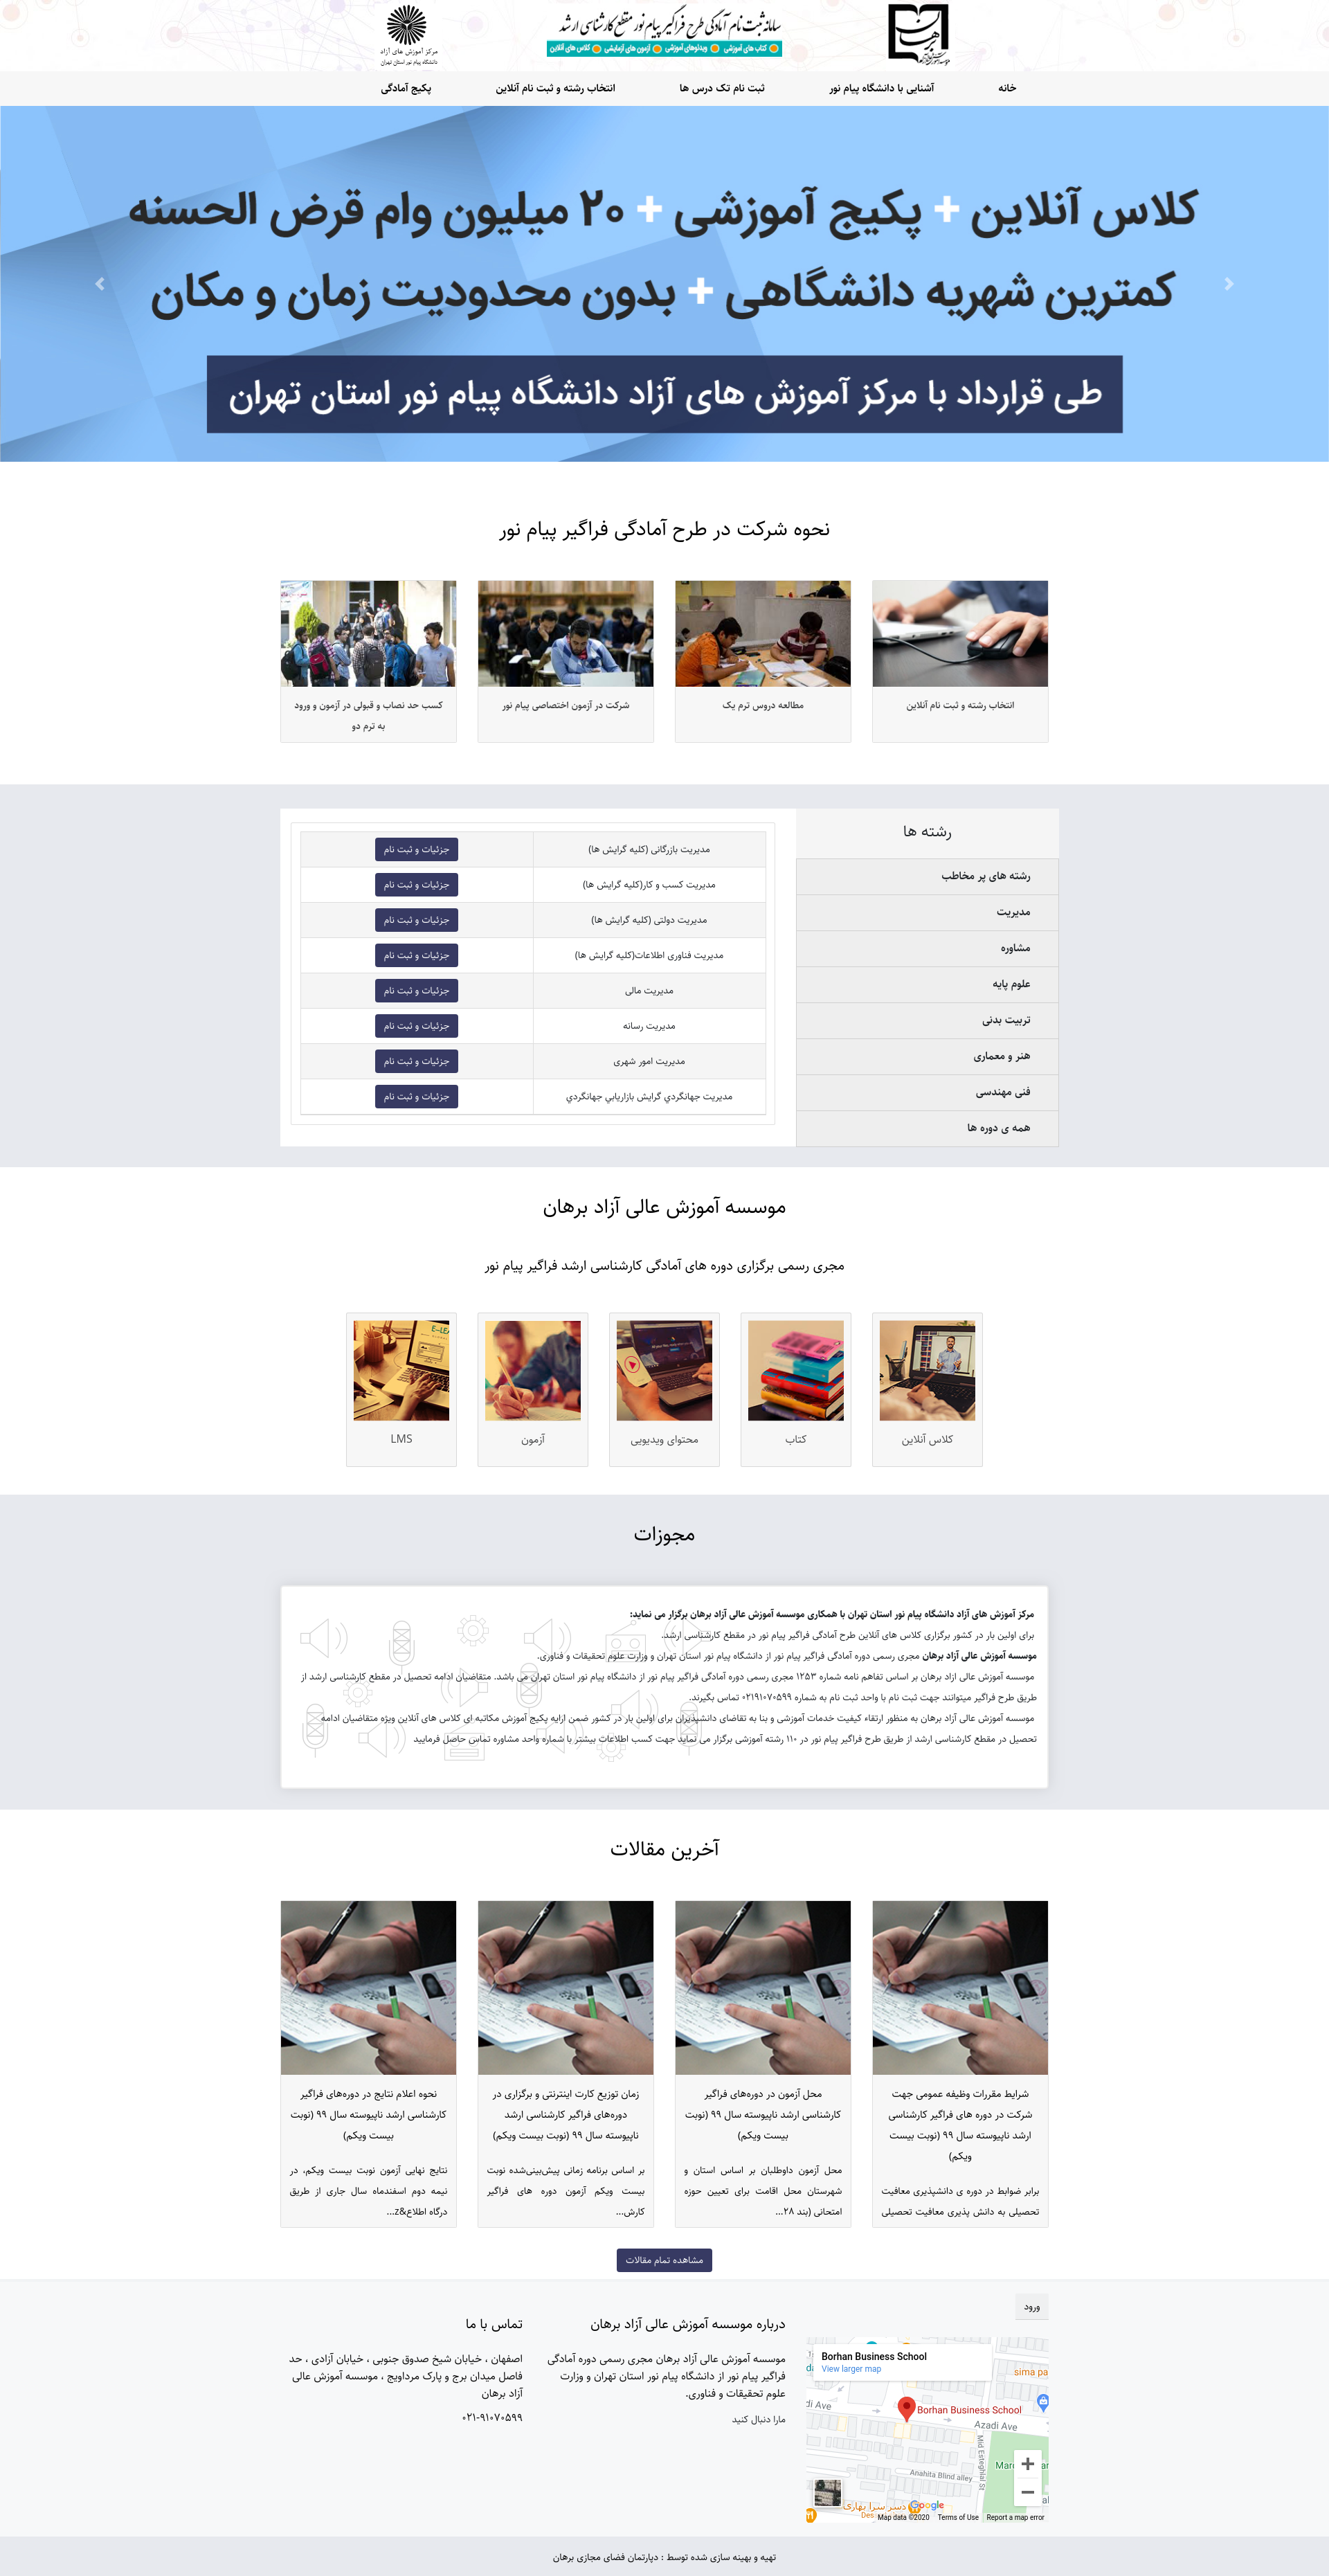 سامانه ثبت نام آمادگی طرح فراگیر پیام نور مقطع کارشناسی ارشد
کتاب های آموزشی ویدئوهای آموزشی آزمون های آزمایشی کلاس های آنلاین
مرکز آموزش های آزاد
دانشگاه پیام نور استان تهران
خانه
آشنایی با دانشگاه پیام نور
ثبت نام تک درس ها
انتخاب رشته و ثبت نام آنلاین
پکیج آمادگی
کلاس آنلاین + پکیج آموزشی + ۲۰ میلیون وام قرض الحسنه
کمترین شهریه دانشگاهی + بدون محدودیت زمان و مکان
طی قرارداد با مرکز آموزش های آزاد دانشگاه پیام نور استان تهران
نحوه شرکت در طرح آمادگی فراگیر پیام نور
انتخاب رشته و ثبت نام آنلاین
مطالعه دروس ترم یک
شرکت در آزمون اختصاصی پیام نور
کسب حد نصاب و قبولی در آزمون و ورود
به ترم دو
رشته ها
رشته های پر مخاطب
مدیریت
مشاوره
علوم پایه
تربیت بدنی
هنر و معماری
فنی مهندسی
همه ی دوره ها
مدیریت بازرگانی (کلیه گرایش ها)
جزئیات و ثبت نام
مدیریت کسب و کار(کلیه گرایش ها)
جزئیات و ثبت نام
مدیریت دولتی (کلیه گرایش ها)
جزئیات و ثبت نام
مدیریت فناوری اطلاعات(کلیه گرایش ها)
جزئیات و ثبت نام
مدیریت مالی
جزئیات و ثبت نام
مدیریت رسانه
جزئیات و ثبت نام
مدیریت امور شهری
جزئیات و ثبت نام
مدیریت جهانگردي گرایش بازاریابي جهانگردي
جزئیات و ثبت نام
موسسه آموزش عالی آزاد برهان
مجری رسمی برگزاری دوره های آمادگی کارشناسی ارشد فراگیر پیام نور
کلاس آنلاین
کتاب
محتوای ویدیویی
آزمون
LMS
مجوزات
مرکز آموزش های آزاد دانشگاه پیام نور استان تهران با همکاری موسسه آموزش عالی آزاد برهان برگزار می نماید:
برای اولین بار در کشور برگزاری کلاس های آنلاین طرح آمادگی فراگیر پیام نور در مقطع کارشناسی ارشد.
موسسه آموزش عالی آزاد برهان مجری رسمی دوره آمادگی فراگیر پیام نور از دانشگاه پیام نور استان تهران و وزارت علوم تحقیقات و فناوری.
موسسه آموزش عالی ازاد برهان بر اساس تفاهم نامه شماره ۱۲۵۳ مجری رسمی دوره آمادگی فراگیر پیام نور از دانشگاه پیام نور استان تهران می باشد. متقاضیان ادامه تحصیل در مقطع کارشناسی ارشد از
طریق طرح فراگیر میتوانند جهت ثبت نام با واحد ثبت نام به شماره ۰۲۱۹۱۰۷۰۵۹۹ تماس بگیرند.
موسسه آموزش عالی آزاد برهان به منظور ارتقاء کیفیت خدمات آموزشی و بنا به تقاضای دانشپذیران برای اولین بار در کشور ضمن ارایه پکیج آموزش مکاتبه ای کلاس های آنلاین ویژه متقاضیان ادامه
تحصیل در مقطع کارشناسی ارشد از طریق طرح فراگیر پیام نور در ۱۱۰ رشته آموزشی برگزار می نماید جهت کسب اطلاعات بیشتر با شماره واحد مشاوره تماس حاصل فرمایید
آخرین مقالات
شرایط مقررات وظیفه عمومی جهت
شرکت در دوره های فراگیر کارشناسی
ارشد ناپیوسته سال ۹۹ (نوبت بیست
ویکم)
برابر ضوابط در دوره ی دانشپذیری معافیت
تحصیلی به دانش پذیری معافیت تحصیلی
محل آزمون در دوره‌های فراگیر
کارشناسی ارشد ناپیوسته سال ۹۹ (نوبت
بیست ویکم)
محل آزمون داوطلبان بر اساس استان و
شهرستان محل اقامت برای تعیین حوزه
امتحانی (بند ۲۸...
زمان توزیع کارت اینترنتی و برگزاری در
دوره‌های فراگیر کارشناسی ارشد
ناپیوسته سال ۹۹ (نوبت بیست ویکم)
بر اساس برنامه زمانی پیش‌بینی‌شده نوبت
بیست ویکم آزمون دوره های فراگیر
کارش...
نحوه اعلام نتایج در دوره‌های فراگیر
کارشناسی ارشد ناپیوسته سال ۹۹ (نوبت
بیست ویکم)
نتایج نهایی آزمون نوبت بیست ویکم، در
نیمه دوم اسفندماه سال جاری از طریق
درگاه اطلاع&z...
مشاهده تمام مقالات
ورود
Borhan Business School
View larger map
Borhan Business School
Azadi Ave
Mid Esteghlal St
Anahita Blind alley
دسر سرا بهاری
Google
Map data ©2020 Terms of Use Report a map error
درباره موسسه آموزش عالی آزاد برهان
موسسه آموزش عالی آزاد برهان مجری رسمی دوره آمادگی
فراگیر پیام نور از دانشگاه پیام نور استان تهران و وزارت
علوم تحقیقات و فناوری.
مارا دنبال کنید
تماس با ما
اصفهان ، خیابان شیخ صدوق جنوبی ، خیابان آزادی ، حد
فاصل میدان برج و پارک مرداویج ، موسسه آموزش عالی
آزاد برهان
۰۲۱-۹۱۰۷۰۵۹۹
تهیه و بهینه سازی شده توسط : دپارتمان فضای مجازی برهان